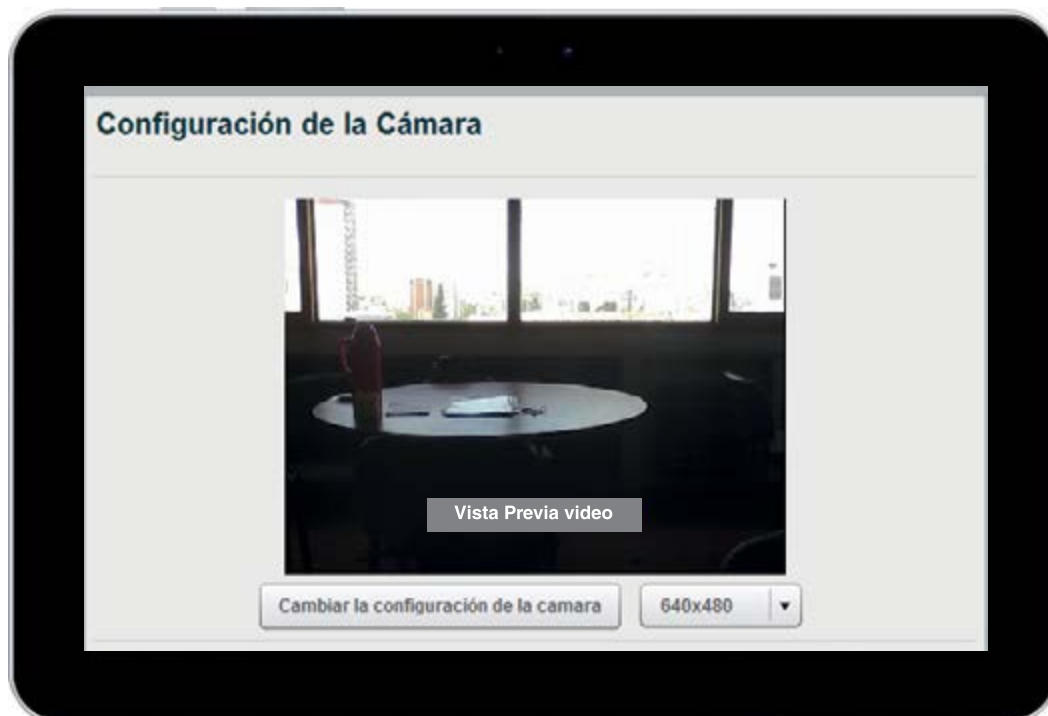 Configuración de la Cámara
Vista Previa video
Cambiar la configuración de la camara
640x480